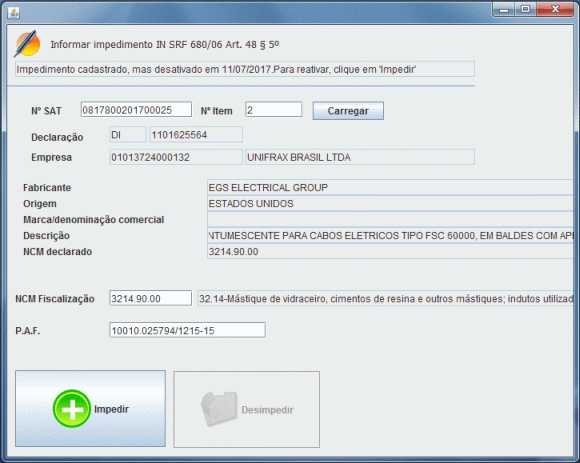 Informar impedimento IN SRF 680/06 Art. 48 § 5º
Impedimento cadastrado, mas desativado em 11/07/2017.Para reativar, clique em 'Impedir'
Nº SAT 0817800201700025 Nº Item 2 Carregar
Declaração DI 1101625564
Empresa 01013724000132 UNIFRAX BRASIL LTDA
Fabricante EGS ELECTRICAL GROUP
Origem ESTADOS UNIDOS
Marca/denominação comercial
Descrição NTUMESCENTE PARA CABOS ELETRICOS TIPO FSC 60000, EM BALDES COM API
NCM declarado 3214.90.00
NCM Fiscalização 3214.90.00 32.14-Mástique de vidraceiro, cimentos de resina e outros mástiques; indutos utilizad
P.A.F. 10010.025794/1215-15
Impedir Desimpedir